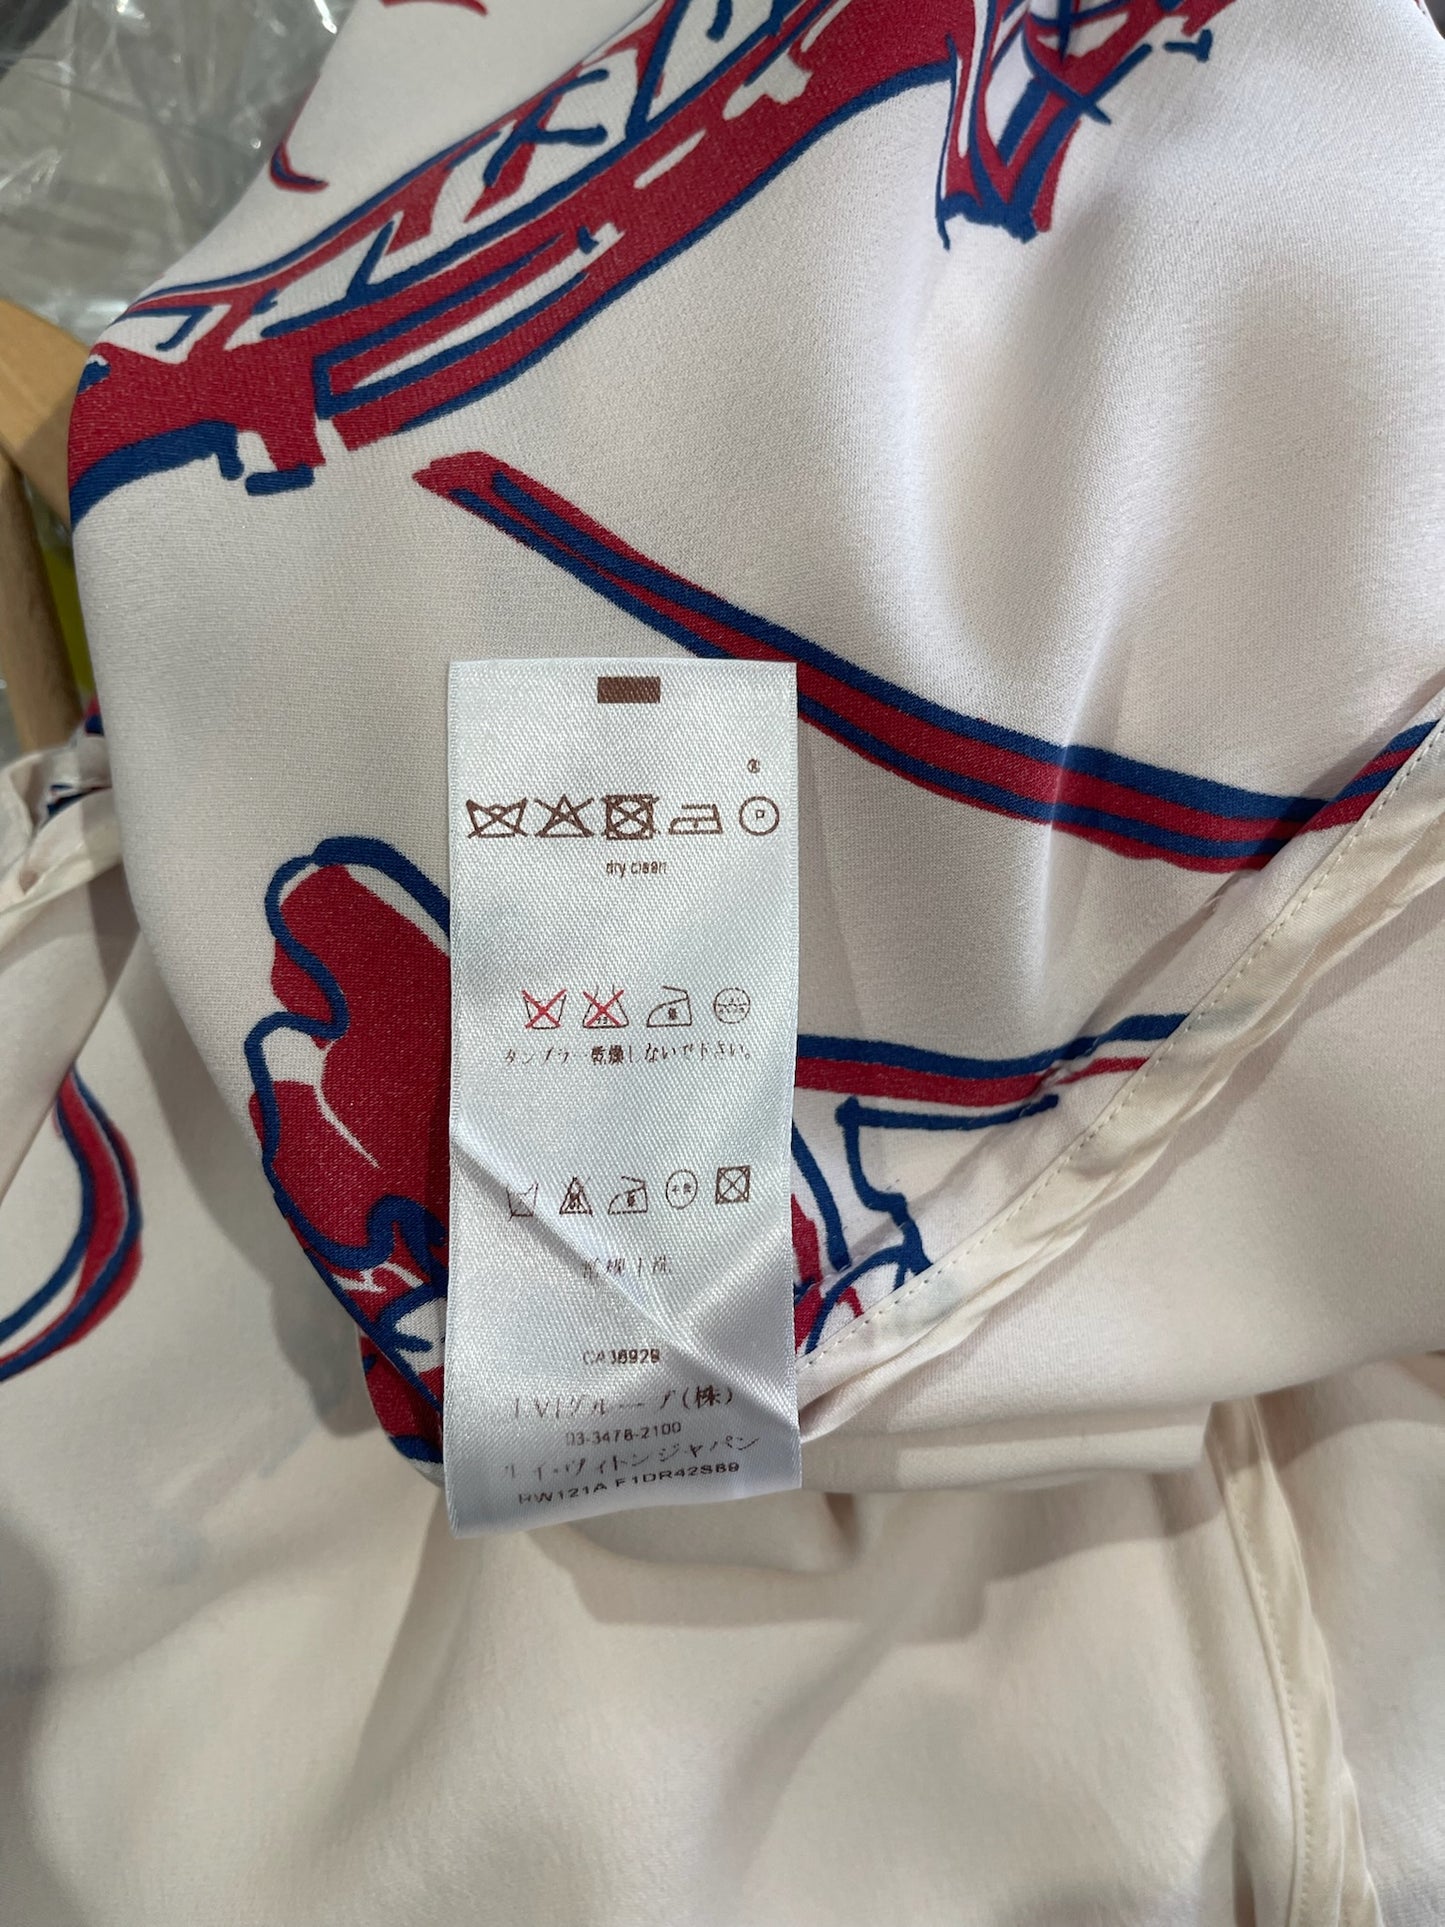 dry clean
タンブラー乾燥しないで下さい。
CA36929
LVJグループ(株)
03-3478-2100
ルイ・ヴィトンジャパン
RW121A F1DR42S89